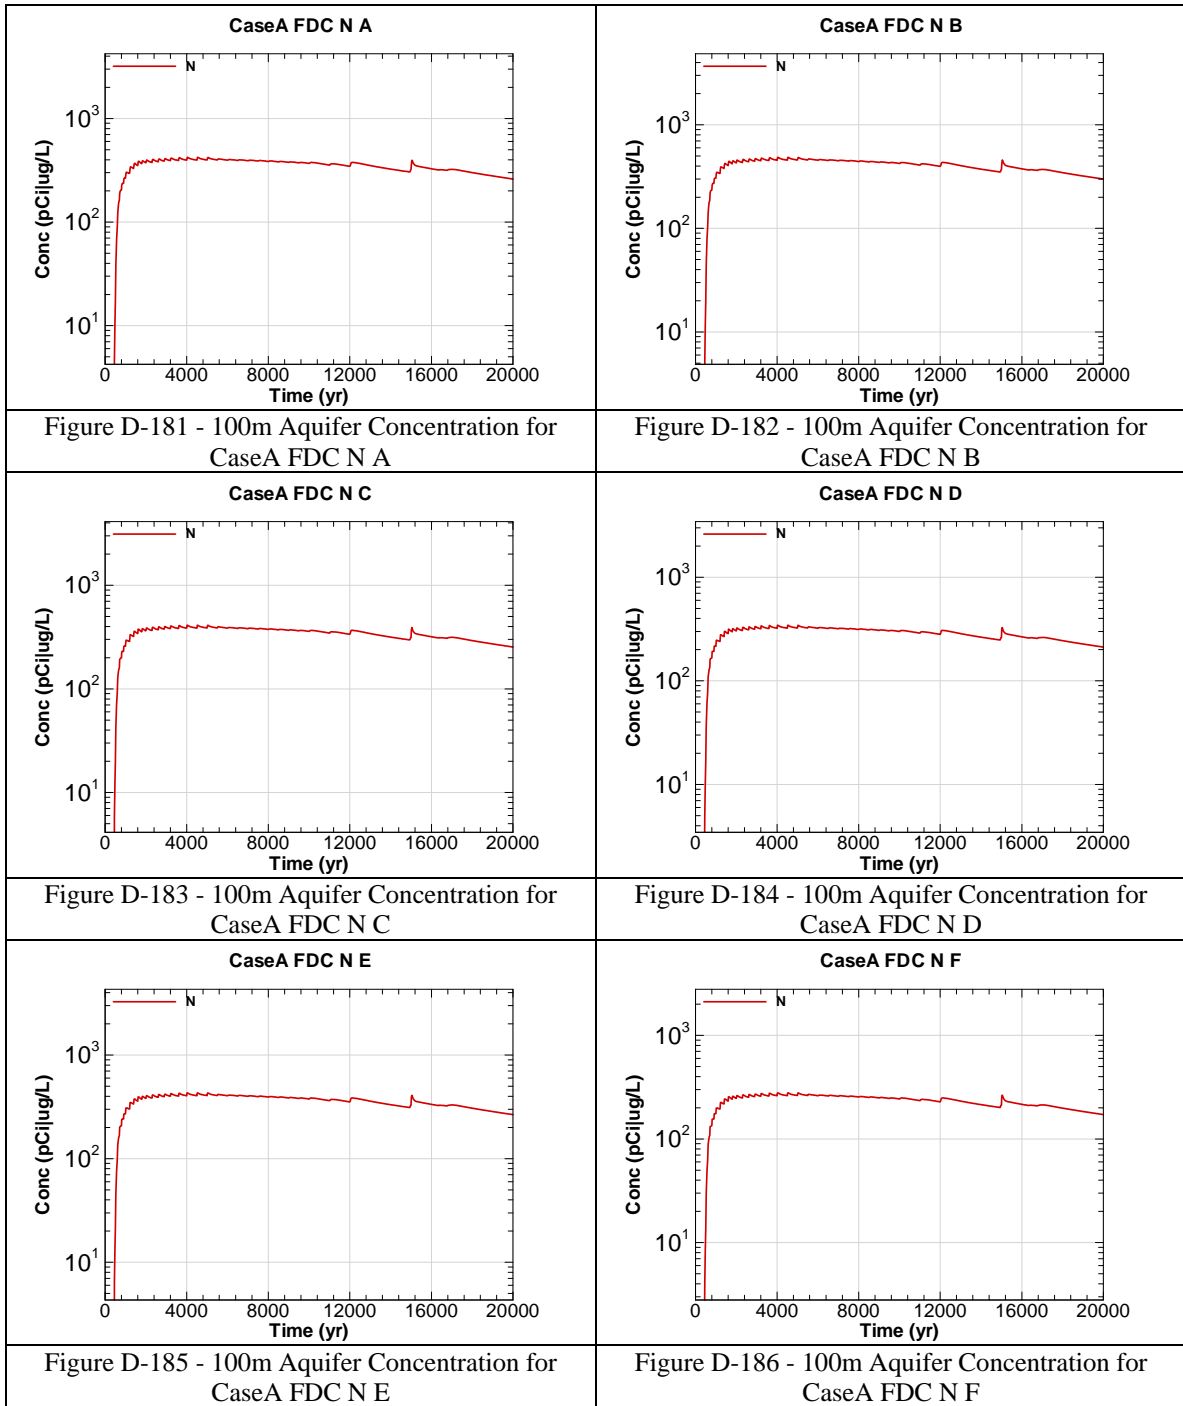 CaseA FDC N A
N
10^3
10^2
10^1
Conc (pCi|ug/L)
0 4000 8000 12000 16000 20000
Time (yr)
Figure D-181 - 100m Aquifer Concentration for
CaseA FDC N A
CaseA FDC N B
N
10^3
10^2
10^1
Conc (pCi|ug/L)
0 4000 8000 12000 16000 20000
Time (yr)
Figure D-182 - 100m Aquifer Concentration for
CaseA FDC N B
CaseA FDC N C
N
10^3
10^2
10^1
Conc (pCi|ug/L)
0 4000 8000 12000 16000 20000
Time (yr)
Figure D-183 - 100m Aquifer Concentration for
CaseA FDC N C
CaseA FDC N D
N
10^3
10^2
10^1
Conc (pCi|ug/L)
0 4000 8000 12000 16000 20000
Time (yr)
Figure D-184 - 100m Aquifer Concentration for
CaseA FDC N D
CaseA FDC N E
N
10^3
10^2
10^1
Conc (pCi|ug/L)
0 4000 8000 12000 16000 20000
Time (yr)
Figure D-185 - 100m Aquifer Concentration for
CaseA FDC N E
CaseA FDC N F
N
10^3
10^2
10^1
Conc (pCi|ug/L)
0 4000 8000 12000 16000 20000
Time (yr)
Figure D-186 - 100m Aquifer Concentration for
CaseA FDC N F